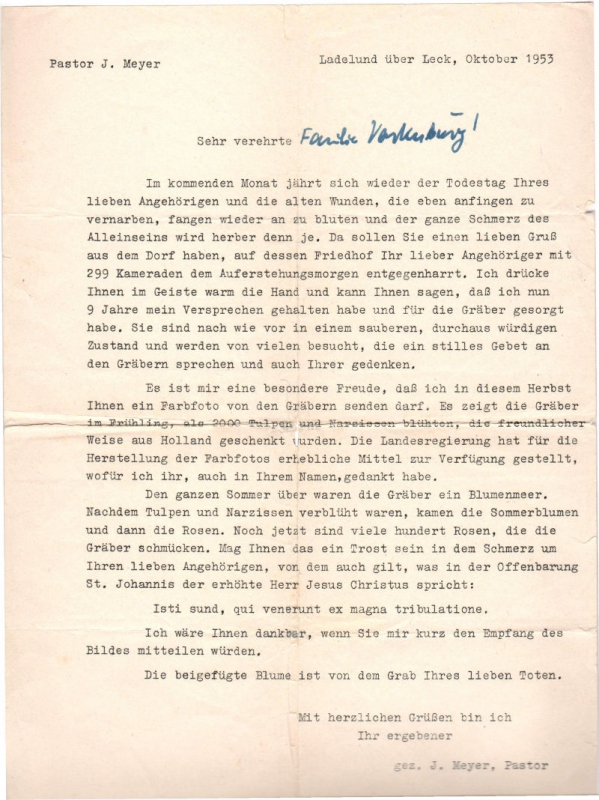 Pastor J. Meyer
Ladelund über Leck, Oktober 1953
Sehr verehrte Familie
Im kommenden Monat jährt sich wieder der Todestag Ihres
lieben Angehörigen und die alten Wunden, die eben anfingen zu
vernarben, fangen wieder an zu bluten und der ganze Schmerz des
Alleinseins wird herber denn je. Da sollen Sie einen lieben Gruß
aus dem Dorf haben, auf dessen Friedhof Ihr lieber Angehöriger mit
299 Kameraden dem Auferstehungsmorgen entgegenharrt. Ich drücke
Ihnen im Geiste warm die Hand und kann Ihnen sagen, daß ich nun
9 Jahre mein Versprechen gehalten habe und für die Gräber gesorgt
habe. Sie sind nach wie vor in einem sauberen, durchaus würdigen
Zustand und werden von vielen besucht, die ein stilles Gebet an
den Gräbern sprechen und auch Ihrer gedenken.
Es ist mir eine besondere Freude, daß ich in diesem Herbst
Ihnen ein Farbfoto von den Gräbern senden darf. Es zeigt die Gräber
im Frühling, als 2000 Tulpen und Narzissen blühten, die freundlicher
Weise aus Holland geschenkt wurden. Die Landesregierung hat für die
Herstellung der Farbfotos erhebliche Mittel zur Verfügung gestellt,
wofür ich ihr, auch in Ihrem Namen,gedankt habe.
Den ganzen Sommer über waren die Gräber ein Blumenmeer.
Nachdem Tulpen und Narzissen verblüht waren, kamen die Sommerblumen
und dann die Rosen. Noch jetzt sind viele hundert Rosen, die die
Gräber schmücken. Mag Ihnen das ein Trost sein in dem Schmerz um
Ihren lieben Angehörigen, von dem auch gilt, was in der Offenbarung
St. Johannis der erhöhte Herr Jesus Christus spricht:
Isti sund, qui venerunt ex magna tribulatione.
Ich wäre Ihnen dankbar, wenn Sie mir kurz den Empfang des
Bildes mitteilen würden.
Die beigefügte Blume ist von dem Grab Ihres lieben Toten.
Mit herzlichen Grüßen bin ich
Ihr ergebener
gez. J. Meyer, Pastor